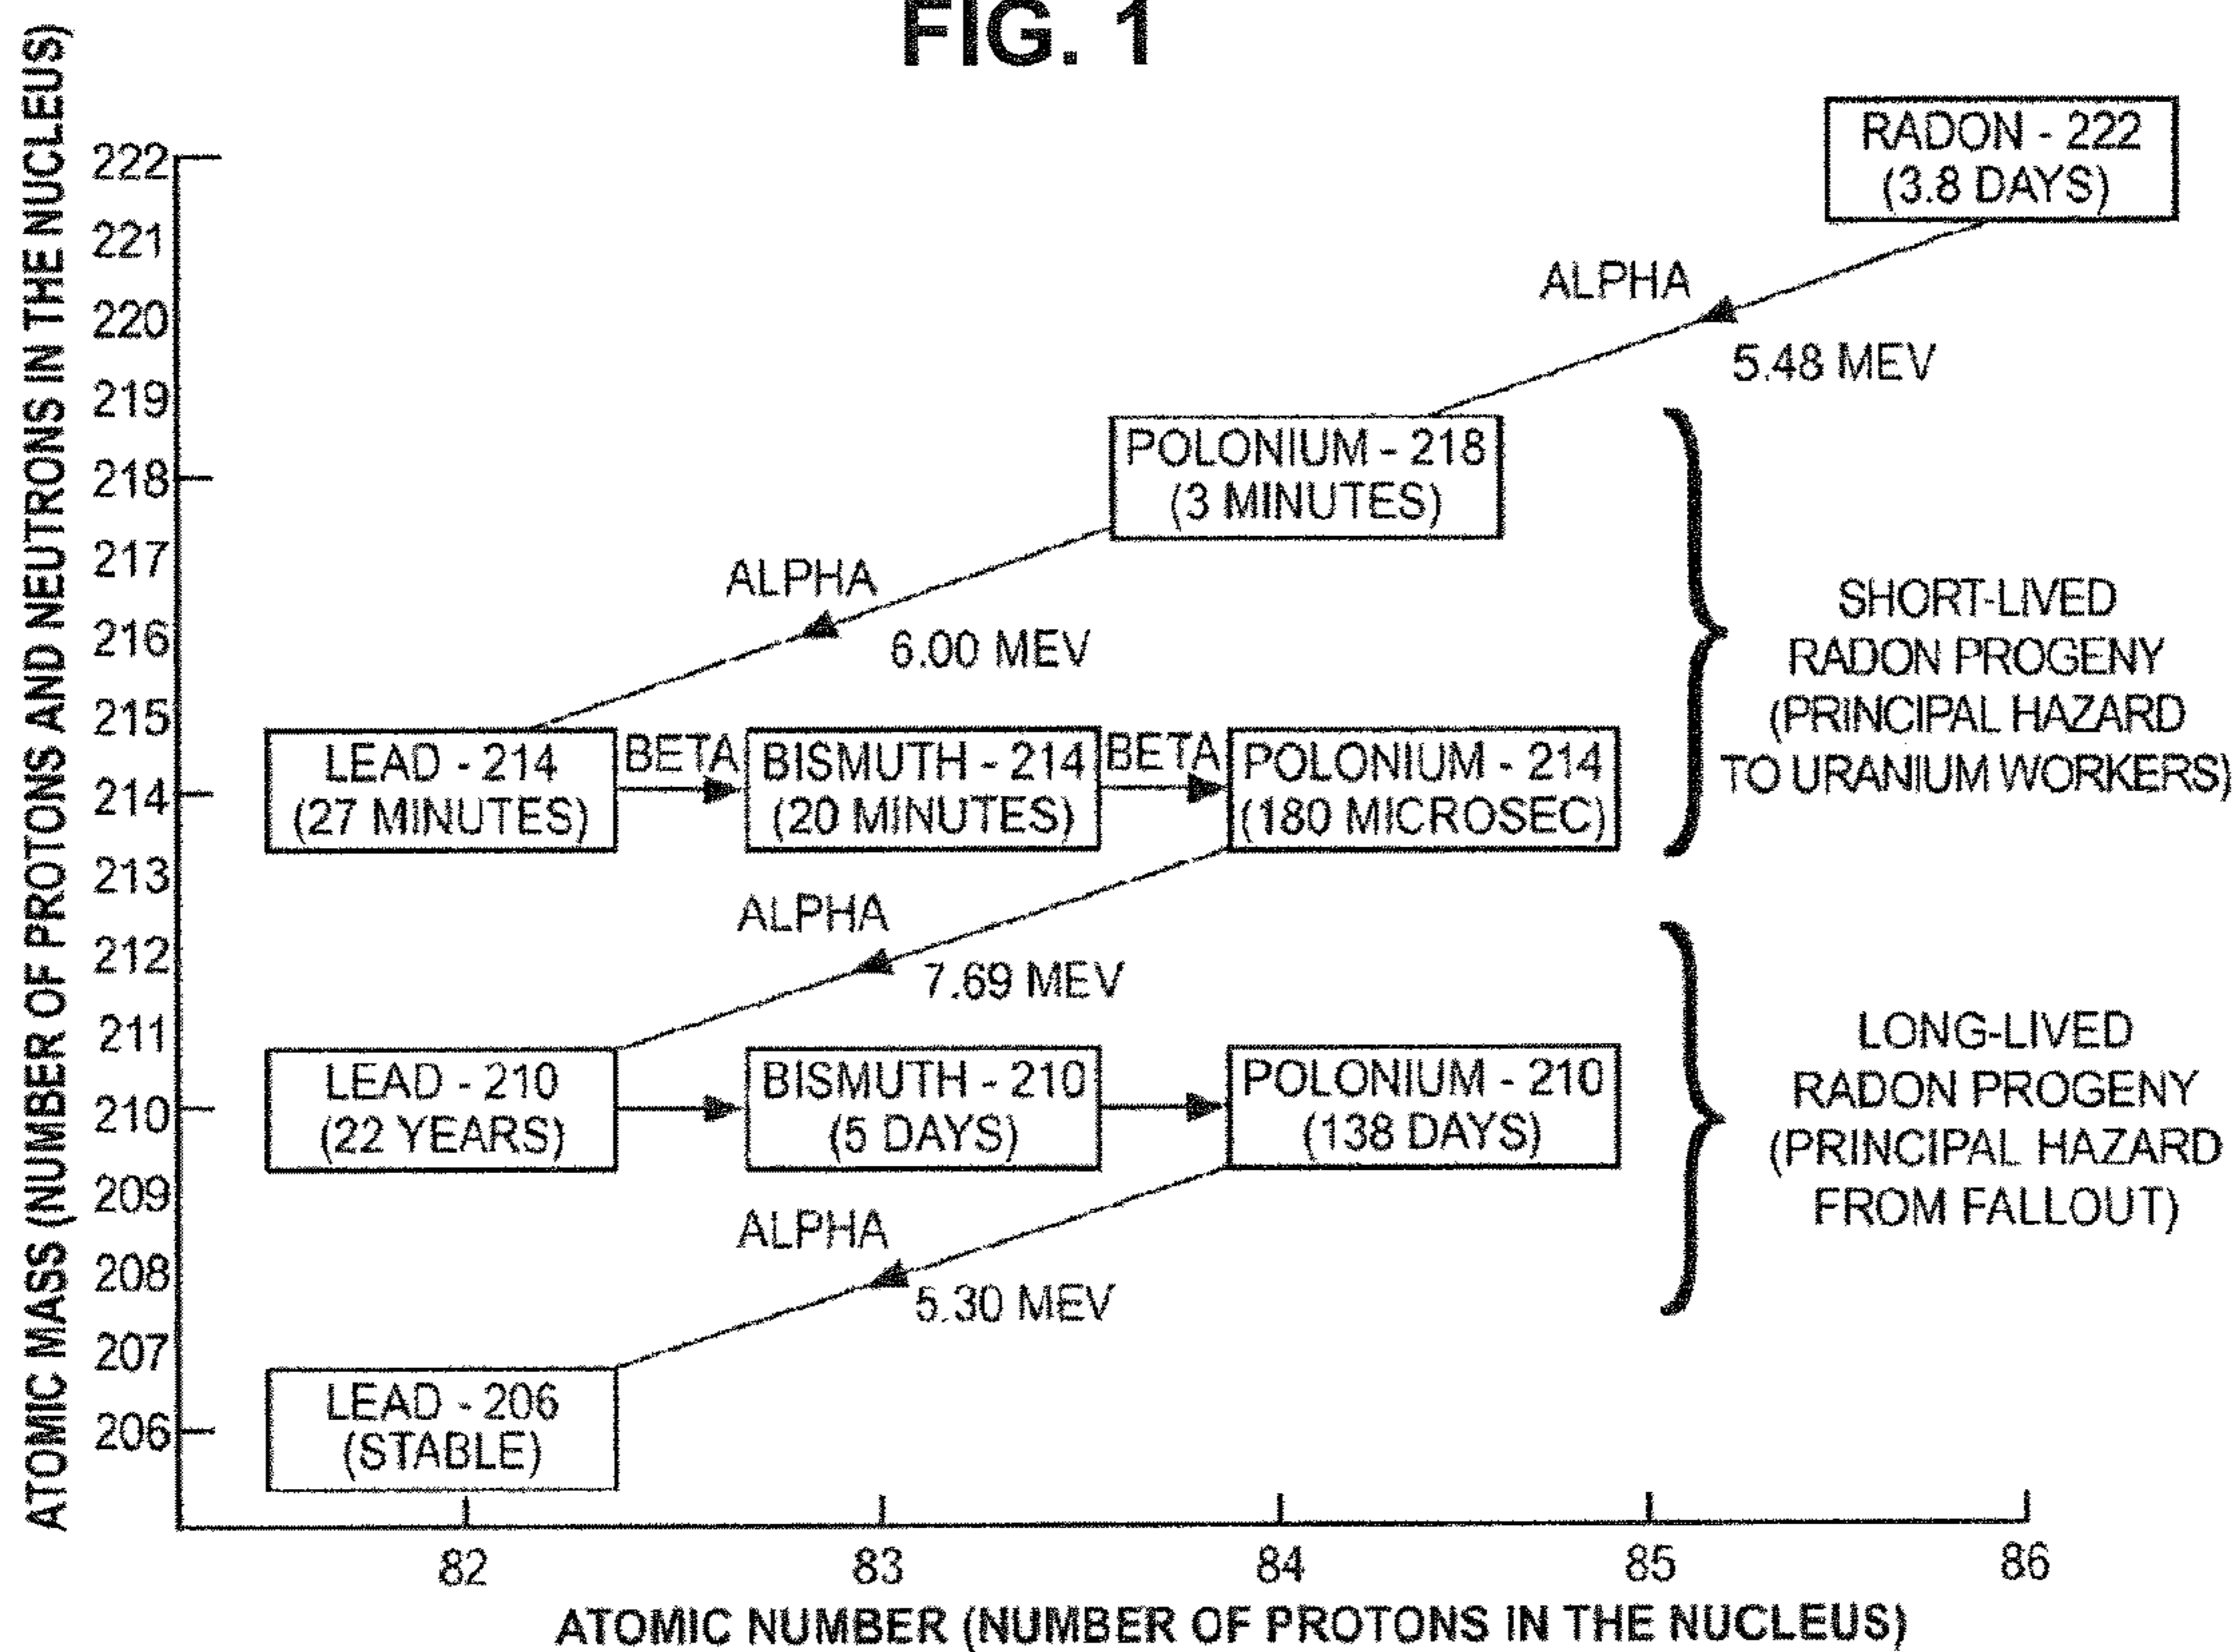 FIG. 1
ATOMIC MASS (NUMBER OF PROTONS AND NEUTRONS IN THE NUCLEUS)
222
221
220
219
218
217
216
215
214
213
212
211
210
209
208
207
206
RADON - 222
(3.8 DAYS)
ALPHA
5.48 MEV
POLONIUM - 218
(3 MINUTES)
ALPHA
6.00 MEV
SHORT-LIVED
RADON PROGENY
(PRINCIPAL HAZARD
TO URANIUM WORKERS)
LEAD - 214
(27 MINUTES)
BETA
BISMUTH - 214
(20 MINUTES)
BETA
POLONIUM - 214
(180 MICROSEC)
ALPHA
7.69 MEV
LEAD - 210
(22 YEARS)
BISMUTH - 210
(5 DAYS)
POLONIUM - 210
(138 DAYS)
LONG-LIVED
RADON PROGENY
(PRINCIPAL HAZARD
FROM FALLOUT)
ALPHA
5.30 MEV
LEAD - 206
(STABLE)
82
83
84
85
86
ATOMIC NUMBER (NUMBER OF PROTONS IN THE NUCLEUS)